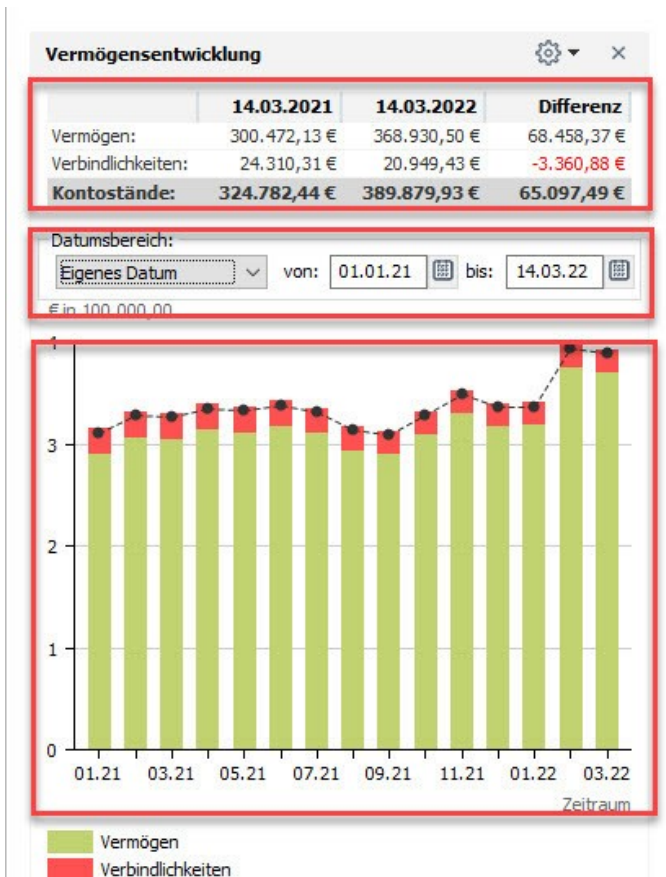 Vermögensentwicklung
14.03.2021 14.03.2022 Differenz
Vermögen: 300.472,13 € 368.930,50 € 68.458,37 €
Verbindlichkeiten: 24.310,31 € 20.949,43 € -3.360,88 €
Kontostände: 324.782,44 € 389.879,93 € 65.097,49 €
Datumsbereich:
Eigenes Datum von: 01.01.21 bis: 14.03.22
€ in 100.000,00
3
2
1
0
01.21 03.21 05.21 07.21 09.21 11.21 01.22 03.22
Zeitraum
Vermögen
Verbindlichkeiten